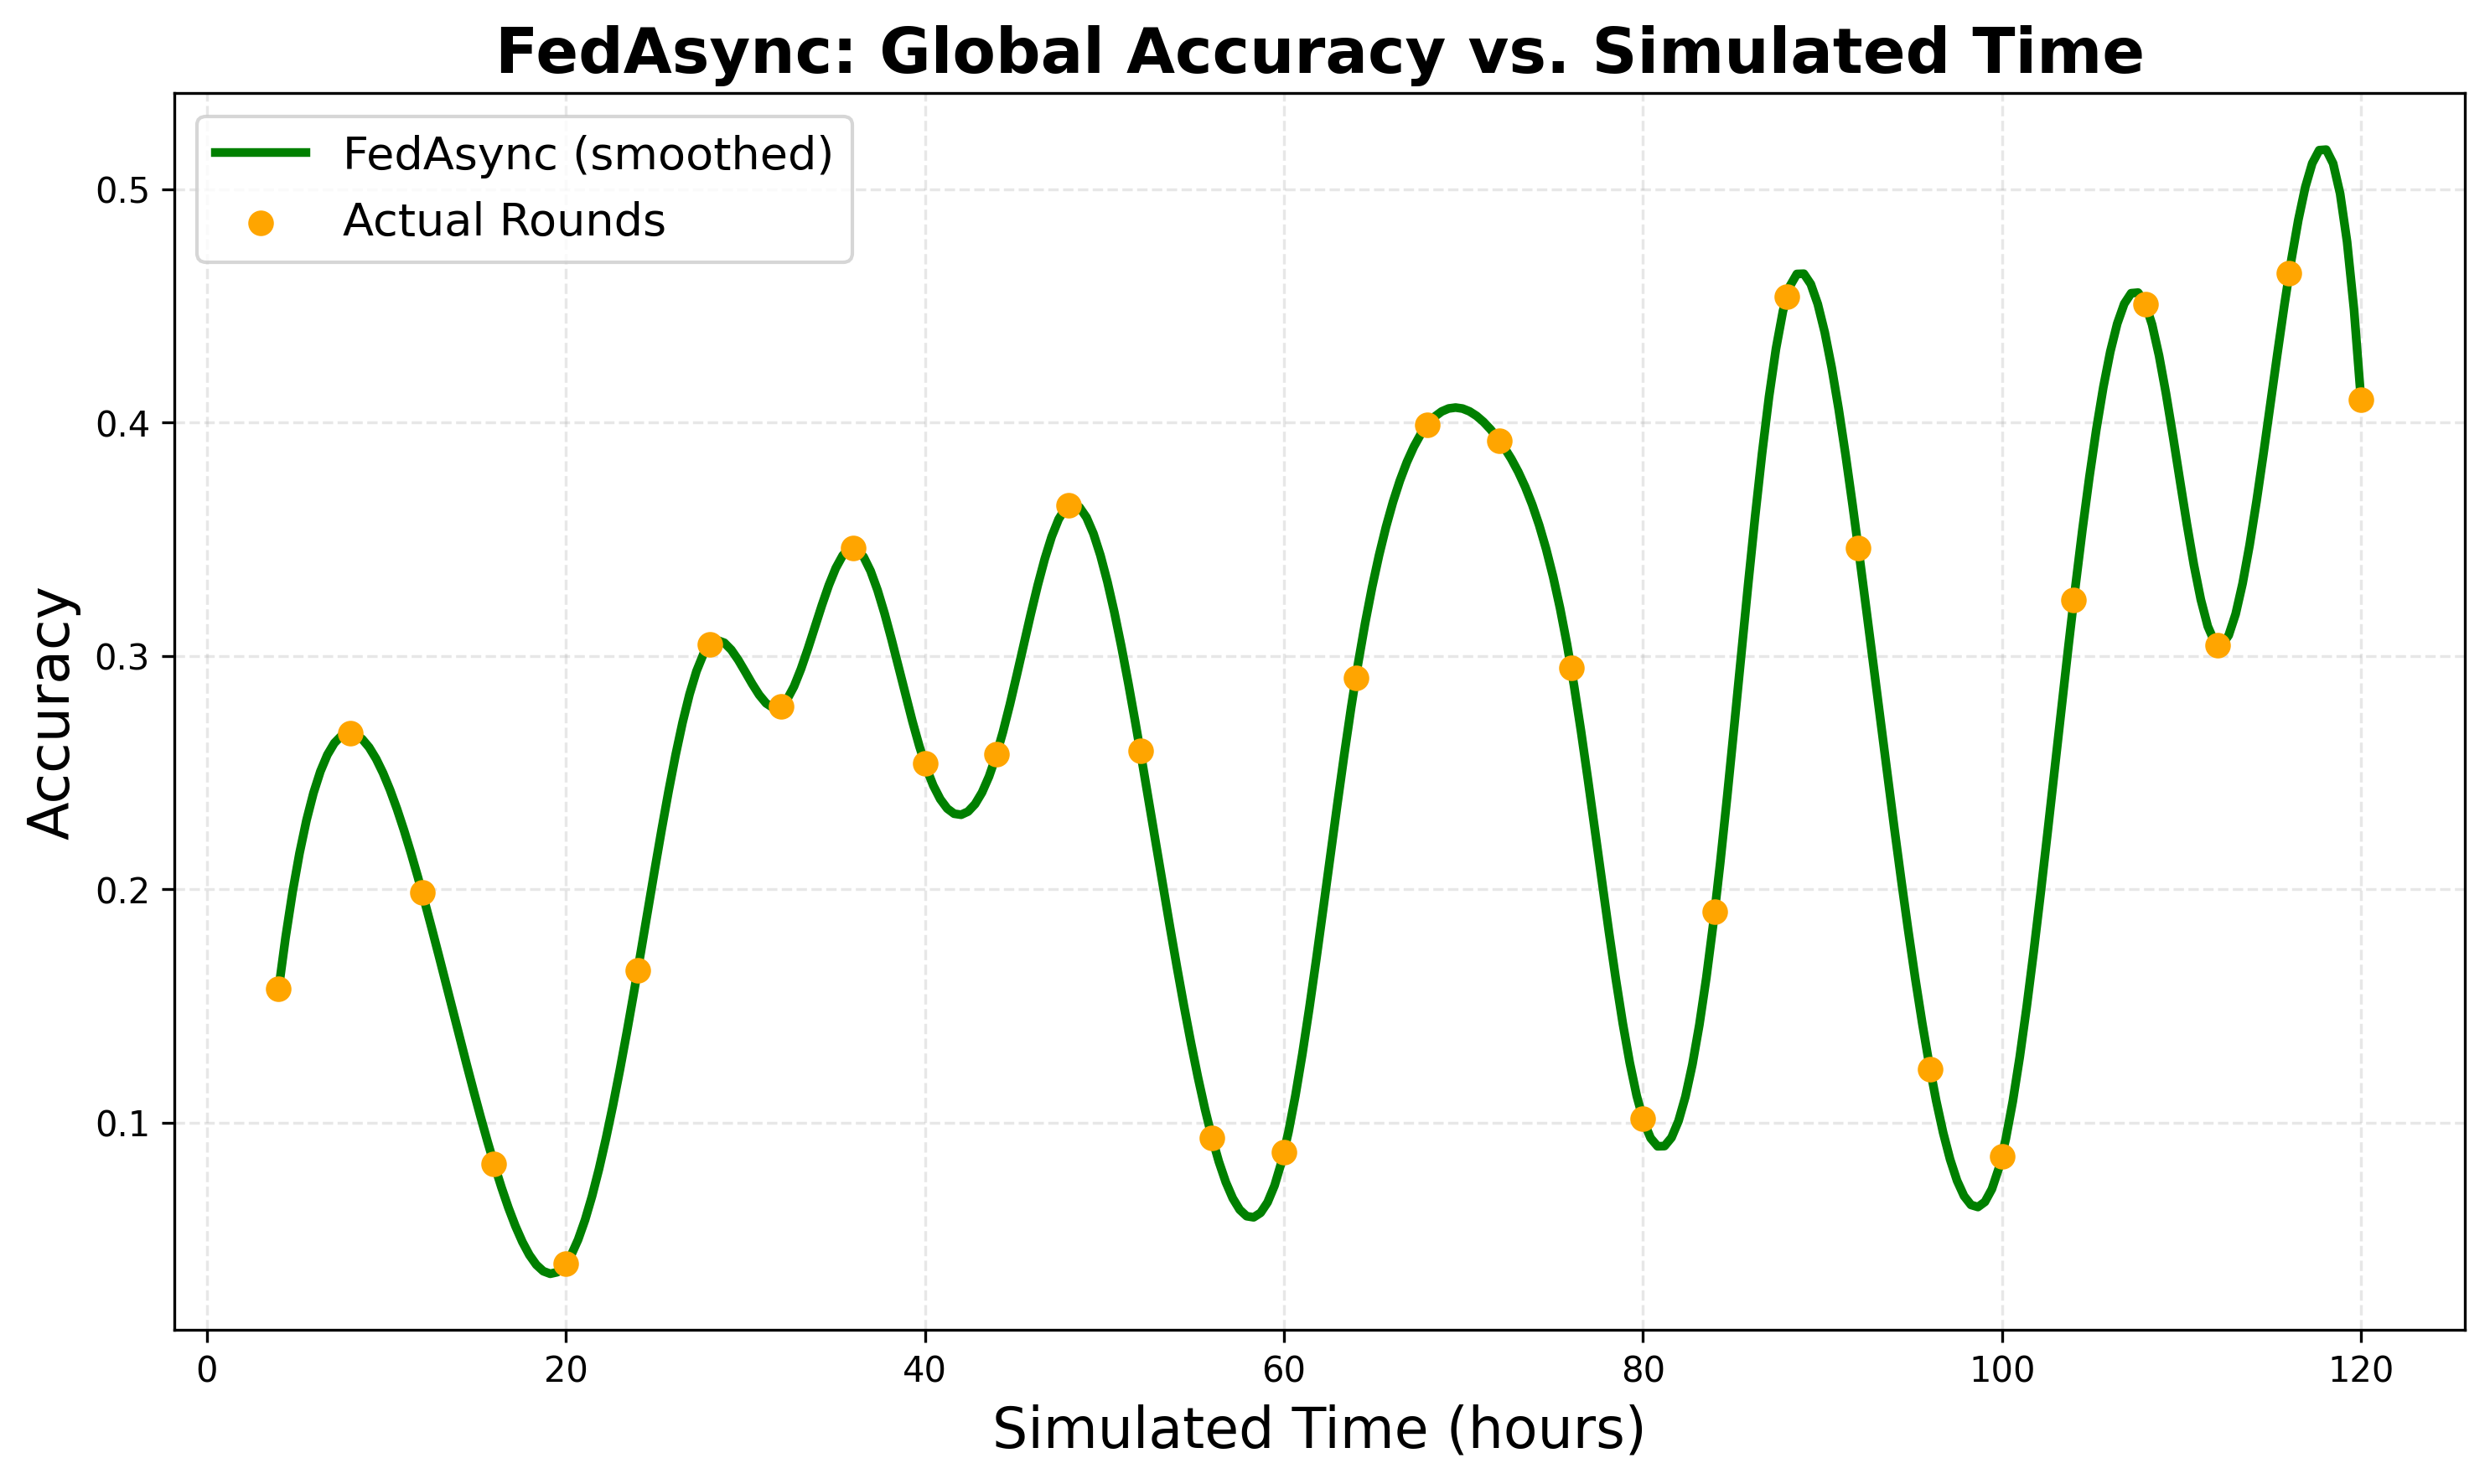 FedAsync: Global Accuracy vs. Simulated Time
FedAsync (smoothed)
Actual Rounds
Accuracy
0.5
0.4
0.3
0.2
0.1
0 20 40 60 80 100 120
Simulated Time (hours)